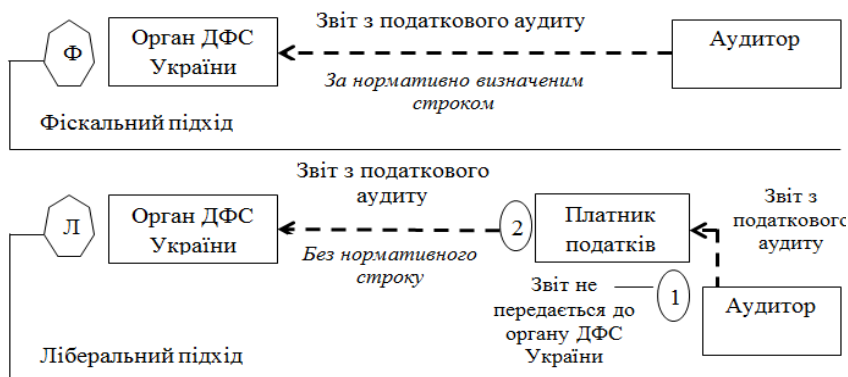 Ф
Орган ДФС
України
Звіт з податкового аудиту
За нормативно визначеним
строком
Аудитор
Фіскальний підхід
Л
Орган ДФС
України
Звіт з податкового
аудиту
Без нормативного
строку
2
Платник
податків
Звіт з
податкового
аудиту
Звіт не
передається до
органу ДФС
України
1
Аудитор
Ліберальний підхід